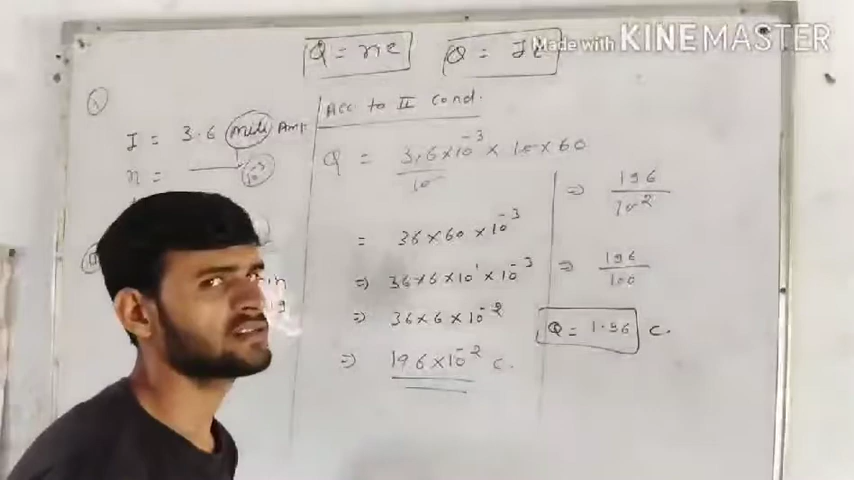 Q = ne
Q = It
Made with KINEMASTER
I = 3.6 mili Amp.
10⁻³
n =
Acc to II Cond.
Q = 3.6×10⁻³ × 10×60
10
= 36×60×10⁻³
⇒ 36×6×10¹×10⁻³
⇒ 36×6×10⁻²
⇒ 196×10⁻² C.
⇒ 196
10²
⇒ 196
100
Q = 1.96 C.